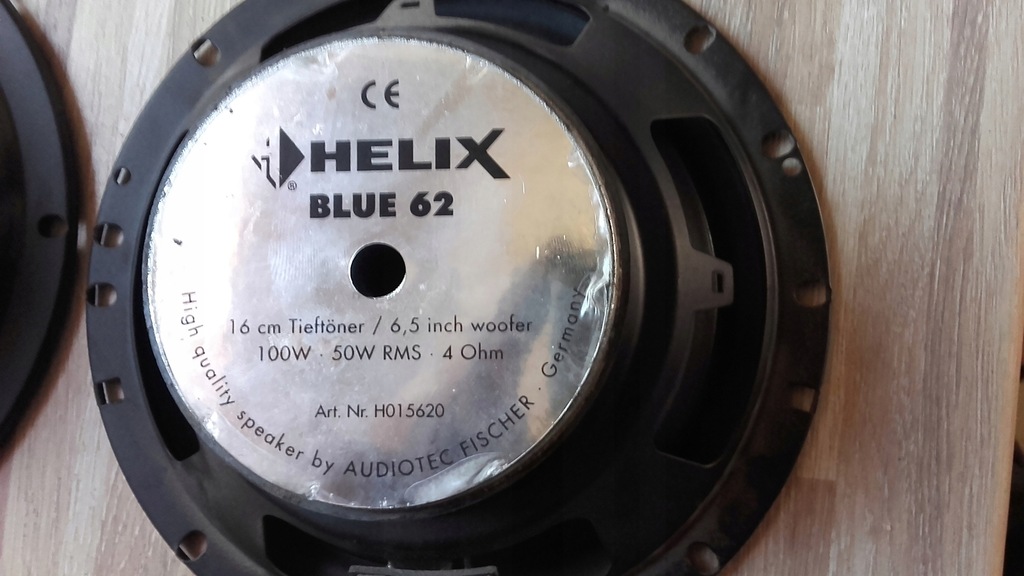 CE
HELIX
®
BLUE 62
16 cm Tieftöner / 6,5 inch woofer
100W · 50W RMS · 4 Ohm
Art. Nr. H015620
High quality speaker by AUDIOTEC FISCHER · Germany